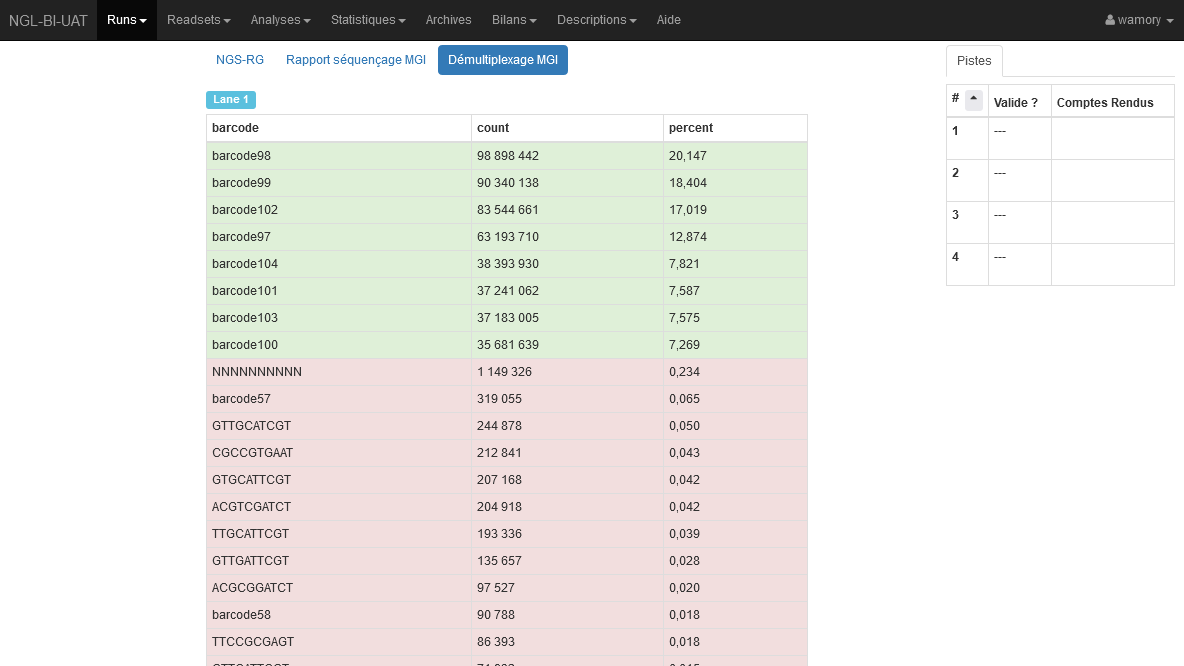 NGL-BI-UAT Runs Readsets Analyses Statistiques Archives Bilans Descriptions Aide wamory
NGS-RG Rapport séquençage MGI Démultiplexage MGI
Lane 1
barcode count percent
barcode98 98 898 442 20,147
barcode99 90 340 138 18,404
barcode102 83 544 661 17,019
barcode97 63 193 710 12,874
barcode104 38 393 930 7,821
barcode101 37 241 062 7,587
barcode103 37 183 005 7,575
barcode100 35 681 639 7,269
NNNNNNNNNN 1 149 326 0,234
barcode57 319 055 0,065
GTTGCATCGT 244 878 0,050
CGCCGTGAAT 212 841 0,043
GTGCATTCGT 207 168 0,042
ACGTCGATCT 204 918 0,042
TTGCATTCGT 193 336 0,039
GTTGATTCGT 135 657 0,028
ACGCGGATCT 97 527 0,020
barcode58 90 788 0,018
TTCCGCGAGT 86 393 0,018
Pistes
# Valide ? Comptes Rendus
1 ---
2 ---
3 ---
4 ---